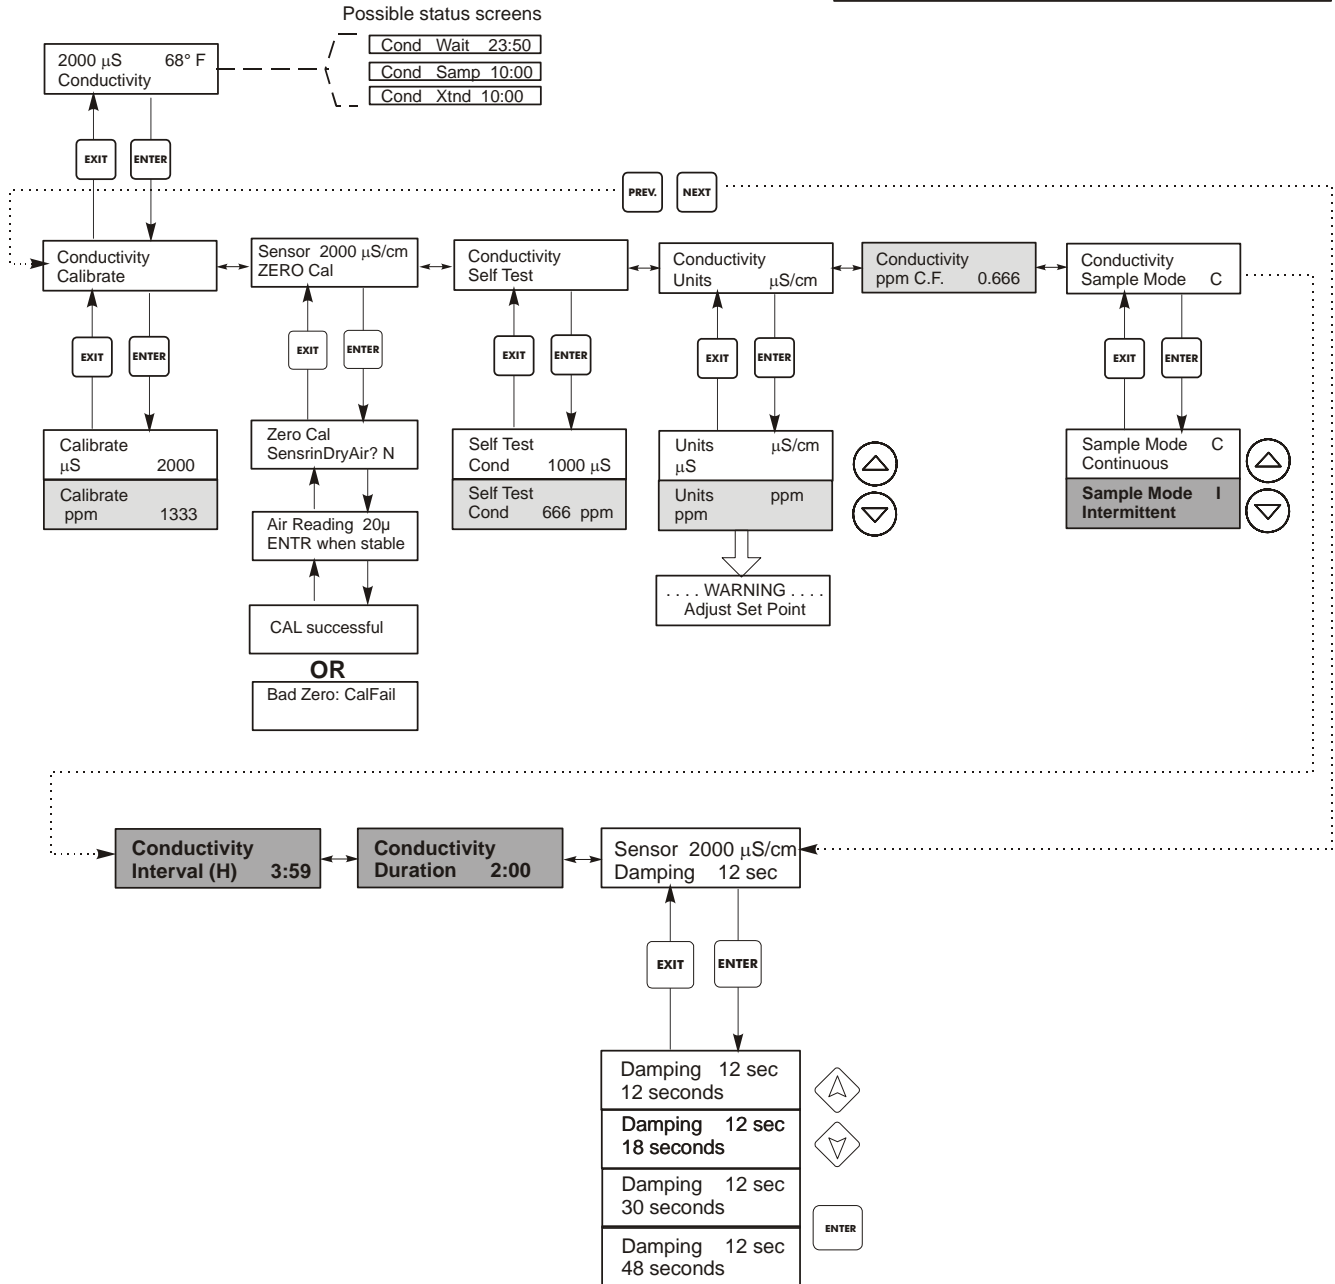 Possible status screens
2000 µS 68° F
Conductivity
Cond Wait 23:50
Cond Samp 10:00
Cond Xtnd 10:00
EXIT
ENTER
PREV.
NEXT
Conductivity
Calibrate
Sensor 2000 µS/cm
ZERO Cal
Conductivity
Self Test
Conductivity
Units µS/cm
Conductivity
ppm C.F. 0.666
Conductivity
Sample Mode C
EXIT
ENTER
EXIT
ENTER
EXIT
ENTER
EXIT
ENTER
EXIT
ENTER
Calibrate
µS 2000
Calibrate
ppm 1333
Zero Cal
SensrinDryAir? N
Air Reading 20µ
ENTR when stable
CAL successful
OR
Bad Zero: CalFail
Self Test
Cond 1000 µS
Self Test
Cond 666 ppm
Units µS/cm
µS
Units ppm
ppm
. . . . WARNING . . . .
Adjust Set Point
Sample Mode C
Continuous
Sample Mode I
Intermittent
Conductivity
Interval (H) 3:59
Conductivity
Duration 2:00
Sensor 2000 µS/cm
Damping 12 sec
EXIT
ENTER
Damping 12 sec
12 seconds
Damping 12 sec
18 seconds
Damping 12 sec
30 seconds
Damping 12 sec
48 seconds
ENTER